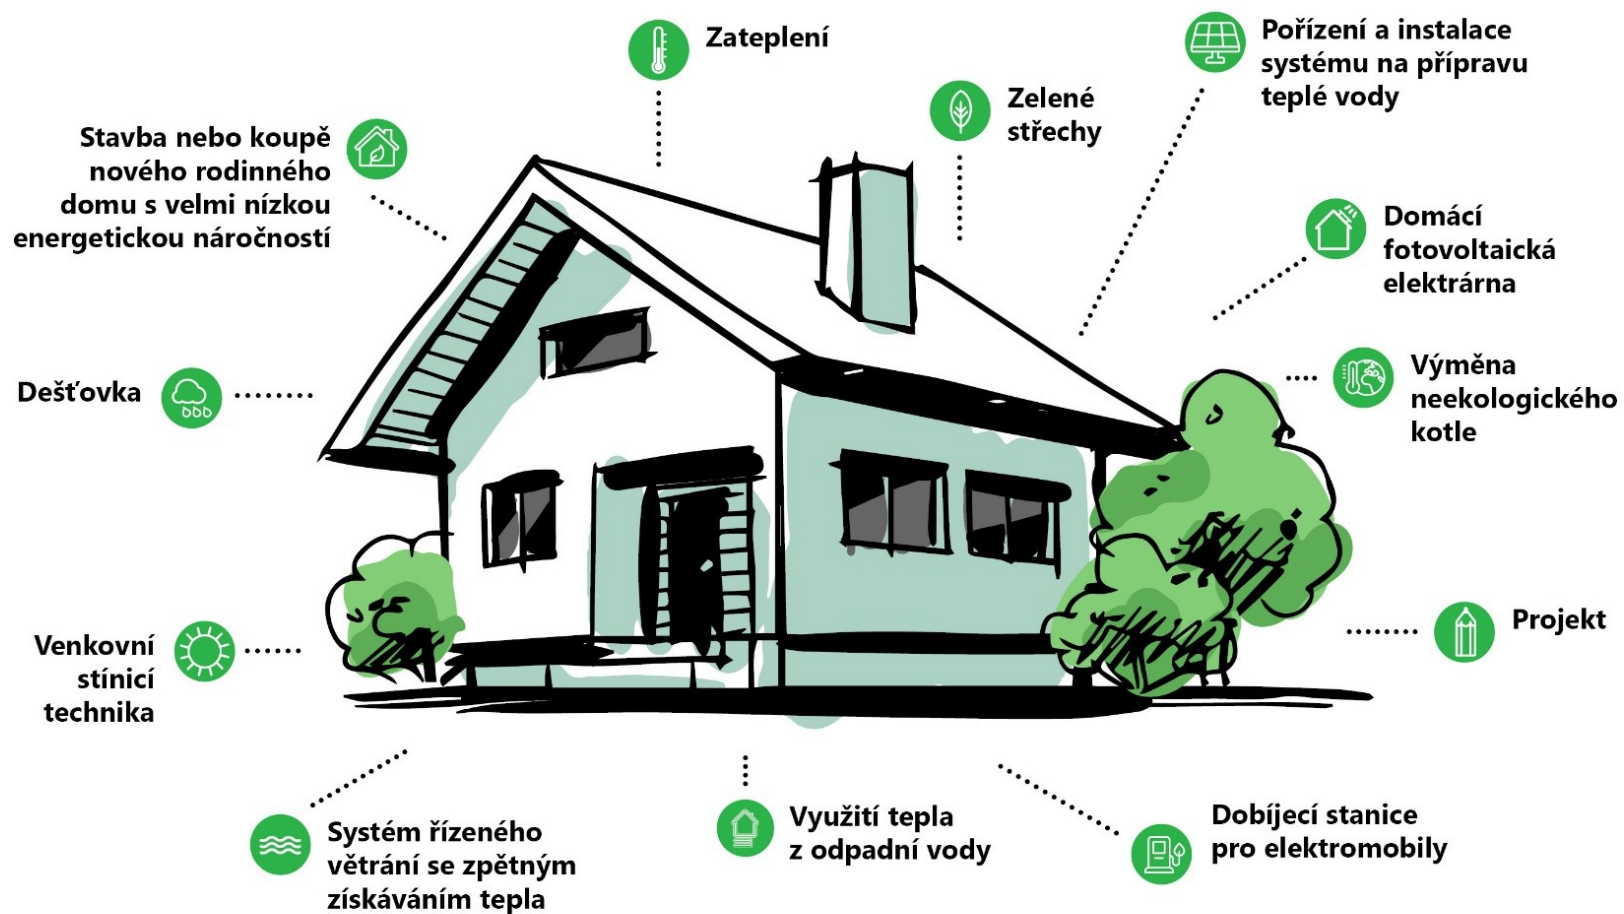 Zateplení
Pořízení a instalace
systému na přípravu
teplé vody
Zelené
střechy
Stavba nebo koupě
nového rodinného
domu s velmi nízkou
energetickou náročností
Domácí
fotovoltaická
elektrárna
Dešťovka
Výměna
neekologického
kotle
Venkovní
stínicí
technika
Projekt
Systém řízeného
větrání se zpětným
získáváním tepla
Využití tepla
z odpadní vody
Dobíjecí stanice
pro elektromobily